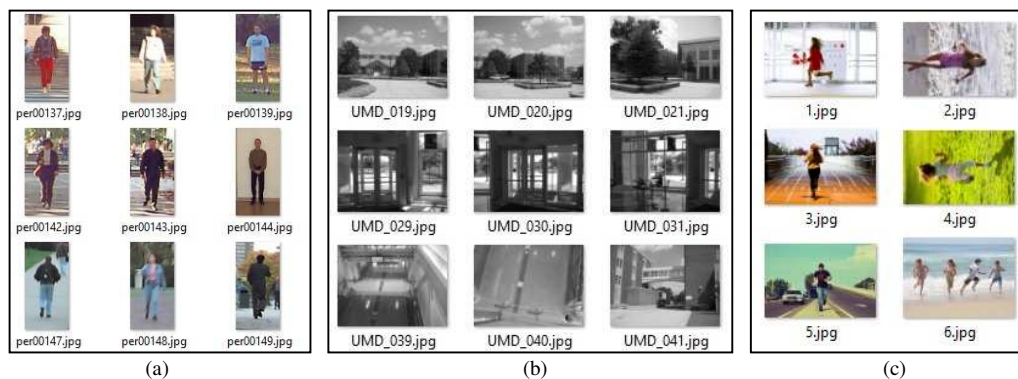 per00137.jpg per00138.jpg per00139.jpg
per00142.jpg per00143.jpg per00144.jpg
per00147.jpg per00148.jpg per00149.jpg
(a)
UMD_019.jpg UMD_020.jpg UMD_021.jpg
UMD_029.jpg UMD_030.jpg UMD_031.jpg
UMD_039.jpg UMD_040.jpg UMD_041.jpg
(b)
1.jpg 2.jpg
3.jpg 4.jpg
5.jpg 6.jpg
(c)